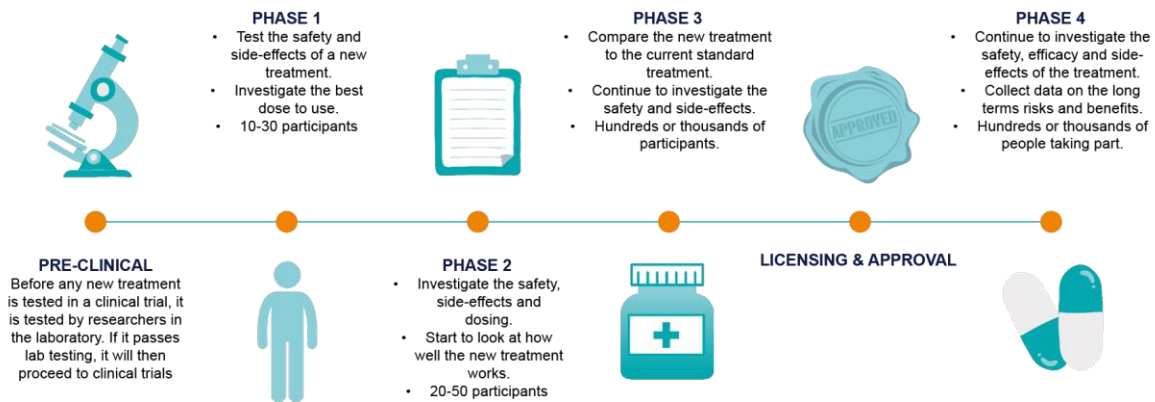 PHASE 1
• Test the safety and
side-effects of a new
treatment.
• Investigate the best
dose to use.
• 10-30 participants
PHASE 3
• Compare the new treatment
to the current standard
treatment.
• Continue to investigate the
safety and side-effects.
• Hundreds or thousands of
participants.
APPROVED
PHASE 4
• Continue to investigate the
safety, efficacy and side-
effects of the treatment.
• Collect data on the long
terms risks and benefits.
• Hundreds or thousands of
people taking part.
PRE-CLINICAL
Before any new treatment
is tested in a clinical trial, it
is tested by researchers in
the laboratory. If it passes
lab testing, it will then
proceed to clinical trials
PHASE 2
• Investigate the safety,
side-effects and
dosing.
• Start to look at how
well the new treatment
works.
• 20-50 participants
LICENSING & APPROVAL